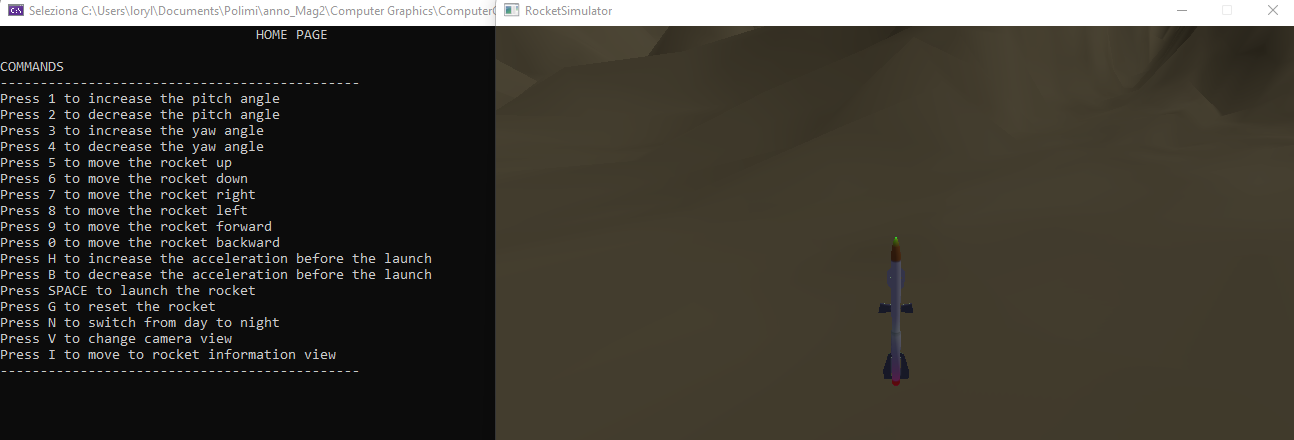 Seleziona C:\Users\loryl\Documents\Polimi\anno_Mag2\Computer Graphics\Computer
RocketSimulator
HOME PAGE
COMMANDS
---------------------------------------------
Press 1 to increase the pitch angle
Press 2 to decrease the pitch angle
Press 3 to increase the yaw angle
Press 4 to decrease the yaw angle
Press 5 to move the rocket up
Press 6 to move the rocket down
Press 7 to move the rocket right
Press 8 to move the rocket left
Press 9 to move the rocket forward
Press 0 to move the rocket backward
Press H to increase the acceleration before the launch
Press B to decrease the acceleration before the launch
Press SPACE to launch the rocket
Press G to reset the rocket
Press N to switch from day to night
Press V to change camera view
Press I to move to rocket information view
---------------------------------------------